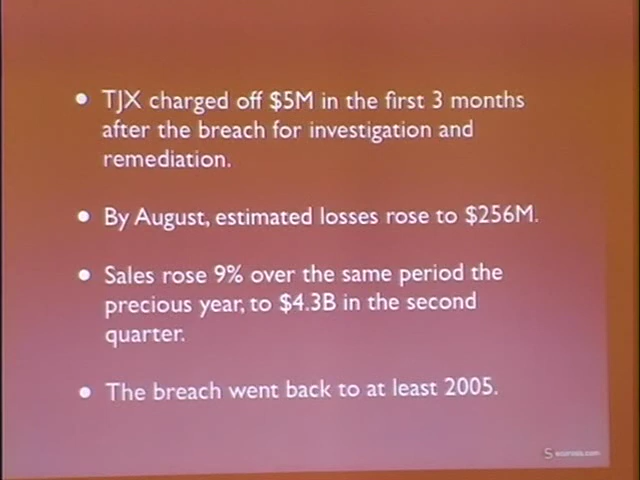 • TJX charged off $5M in the first 3 months
after the breach for investigation and
remediation.
• By August, estimated losses rose to $256M.
• Sales rose 9% over the same period the
precious year, to $4.3B in the second
quarter.
• The breach went back to at least 2005.